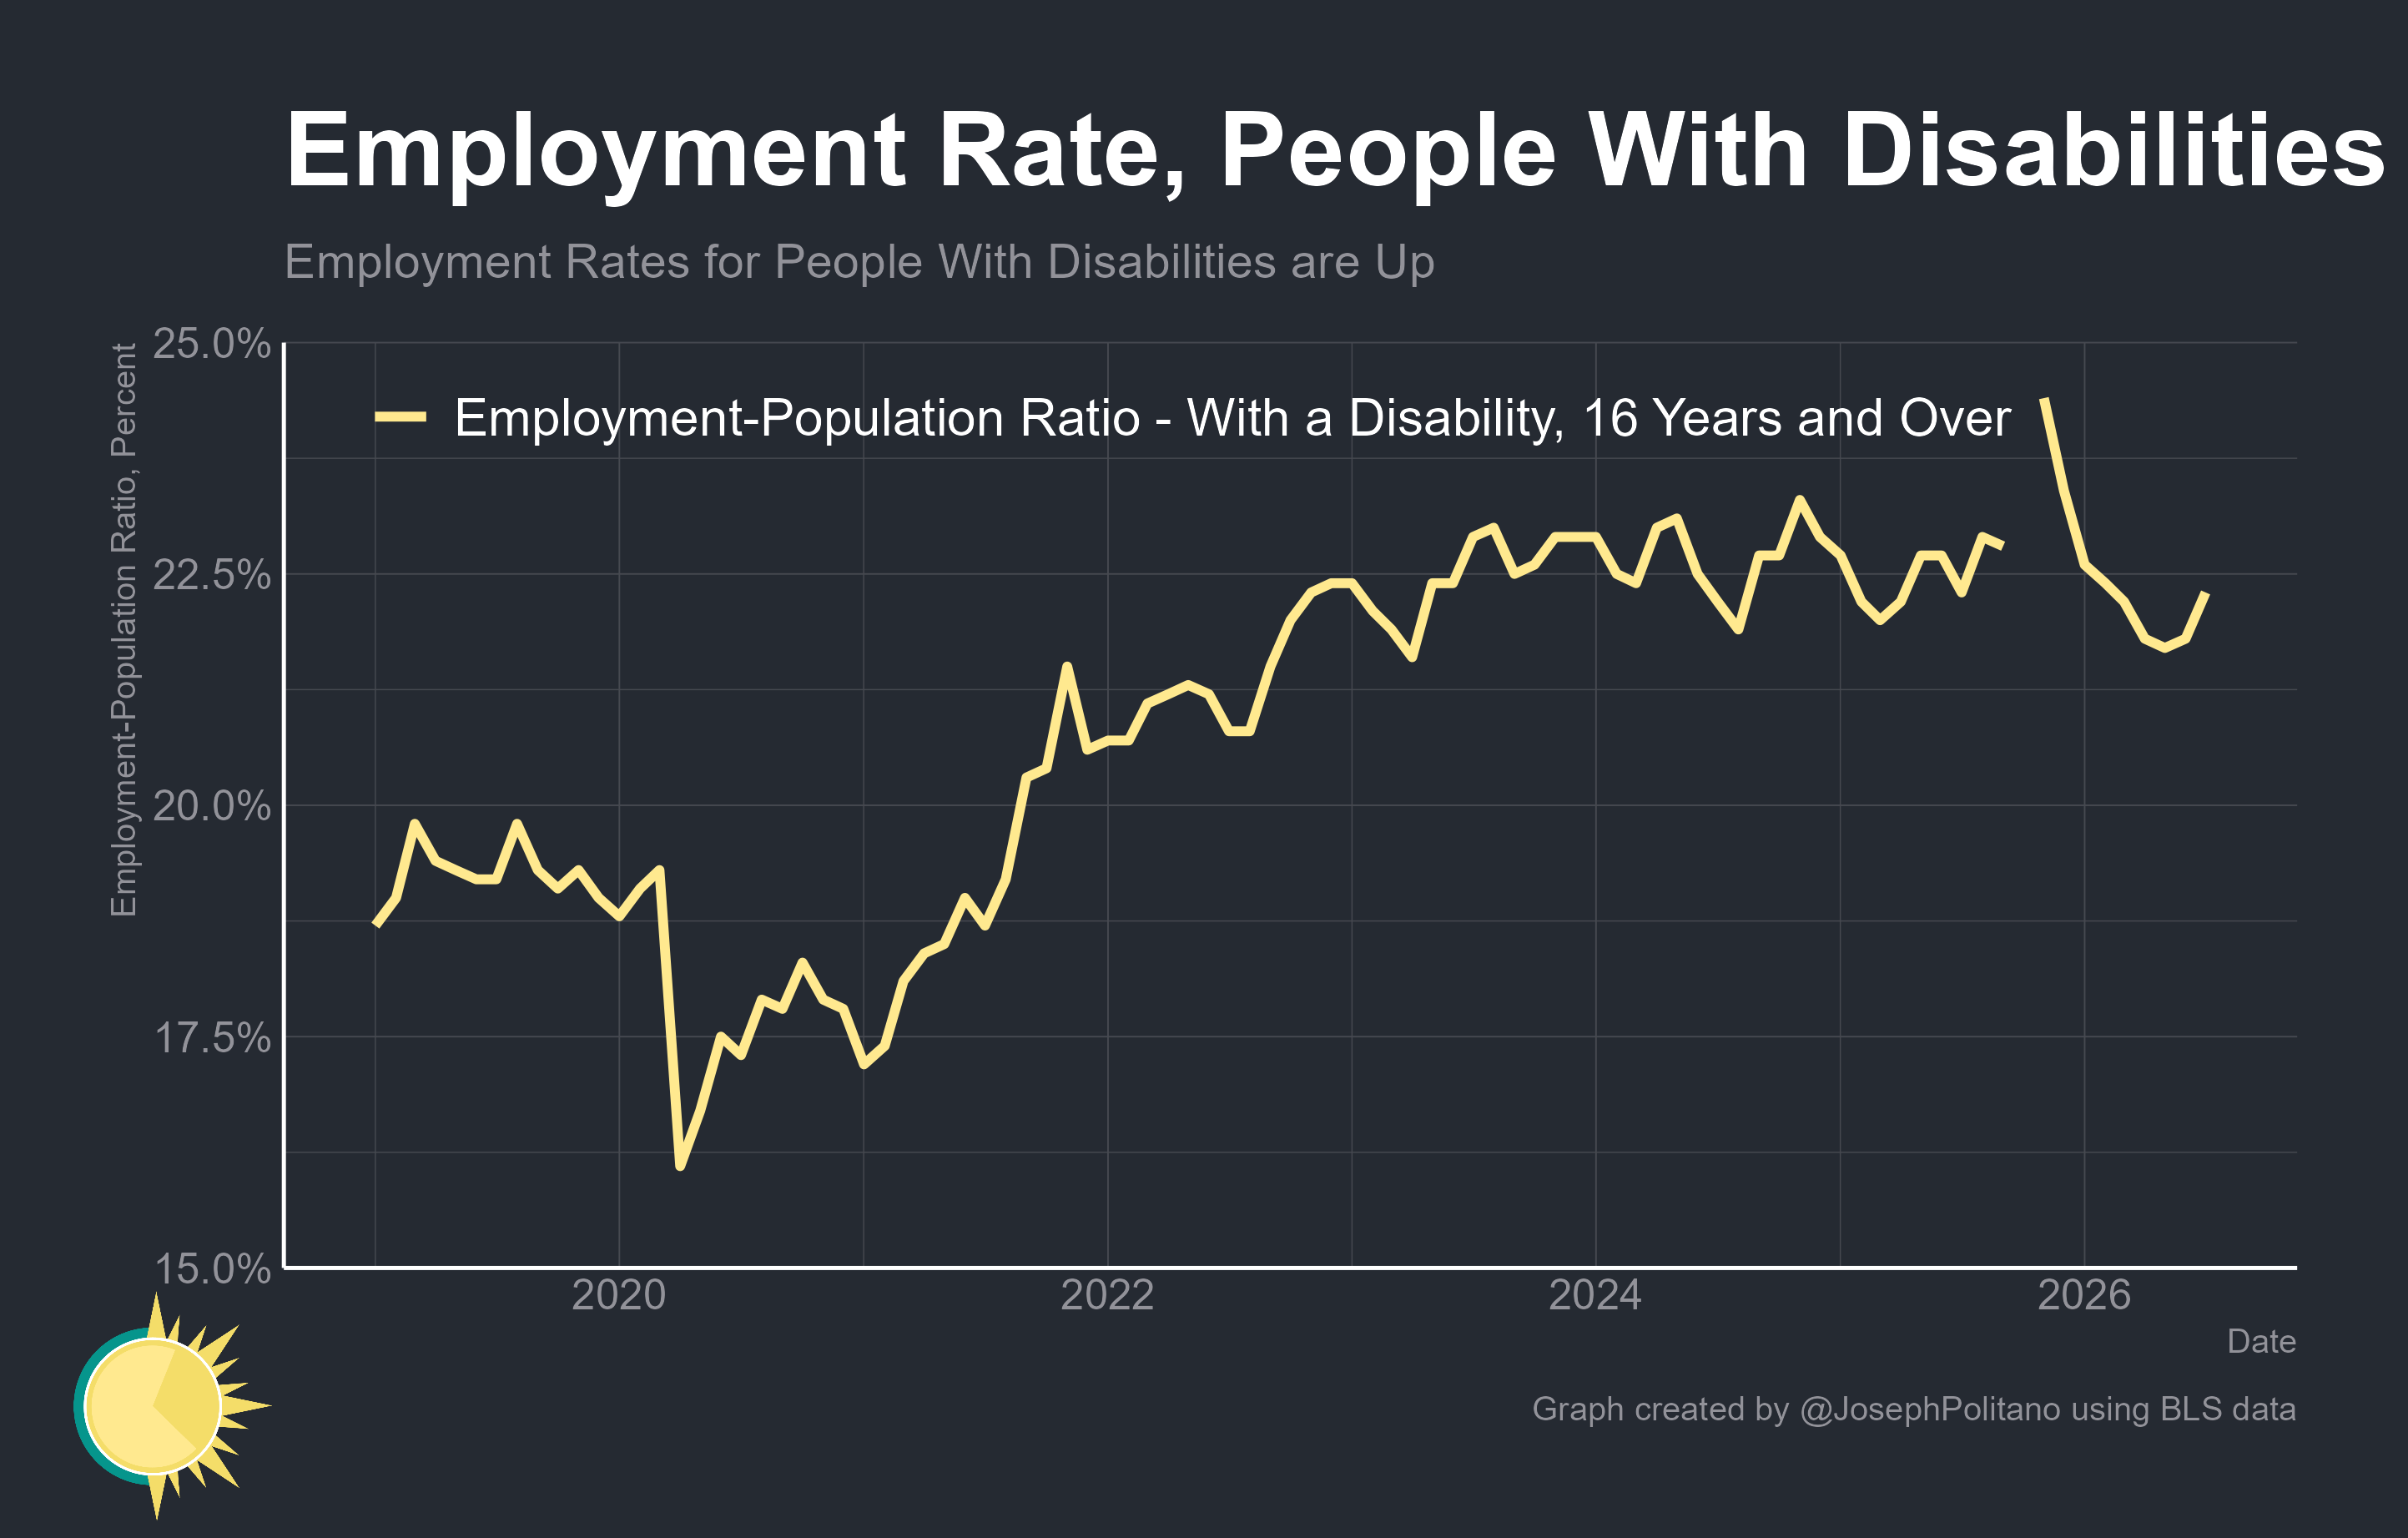 Employment Rate, People With Disabilities
Employment Rates for People With Disabilities are Up
Employment-Population Ratio, Percent
25.0%
22.5%
20.0%
17.5%
15.0%
Employment-Population Ratio - With a Disability, 16 Years and Over
2020
2022
2024
2026
Date
Graph created by @JosephPolitano using BLS data